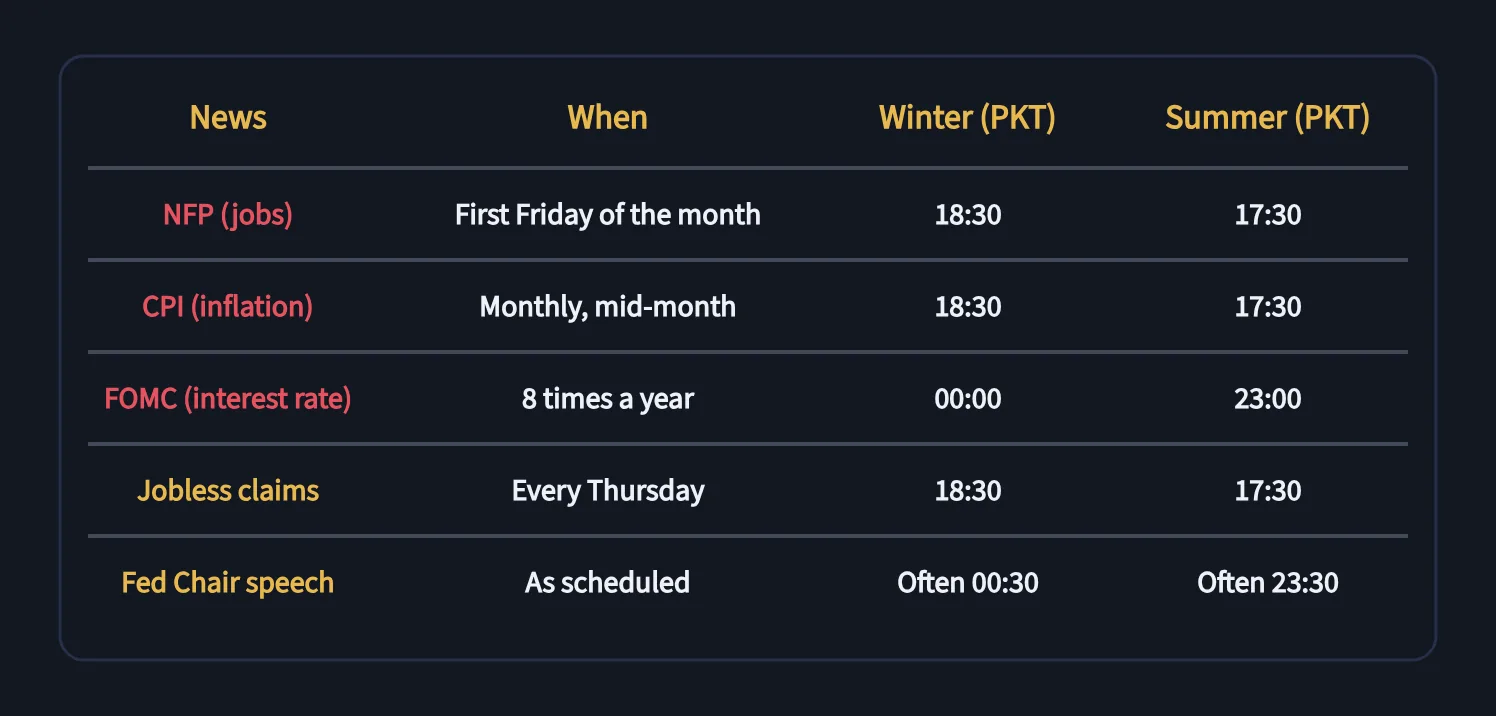 News When Winter (PKT) Summer (PKT)
NFP (jobs) First Friday of the month 18:30 17:30
CPI (inflation) Monthly, mid-month 18:30 17:30
FOMC (interest rate) 8 times a year 00:00 23:00
Jobless claims Every Thursday 18:30 17:30
Fed Chair speech As scheduled Often 00:30 Often 23:30